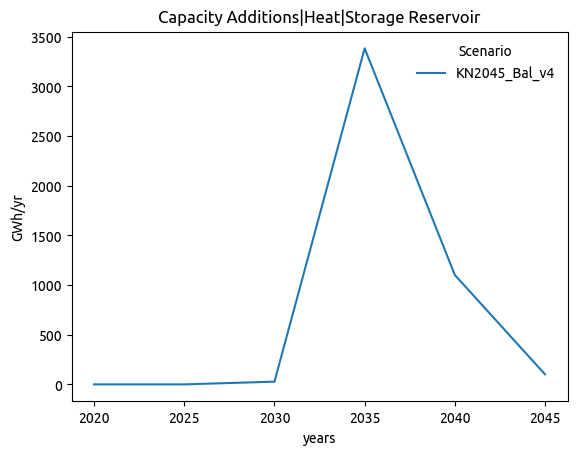 Capacity Additions|Heat|Storage Reservoir
3500
3000
2500
2000
1500
1000
500
0
GWh/yr
Scenario
KN2045_Bal_v4
2020 2025 2030 2035 2040 2045
years